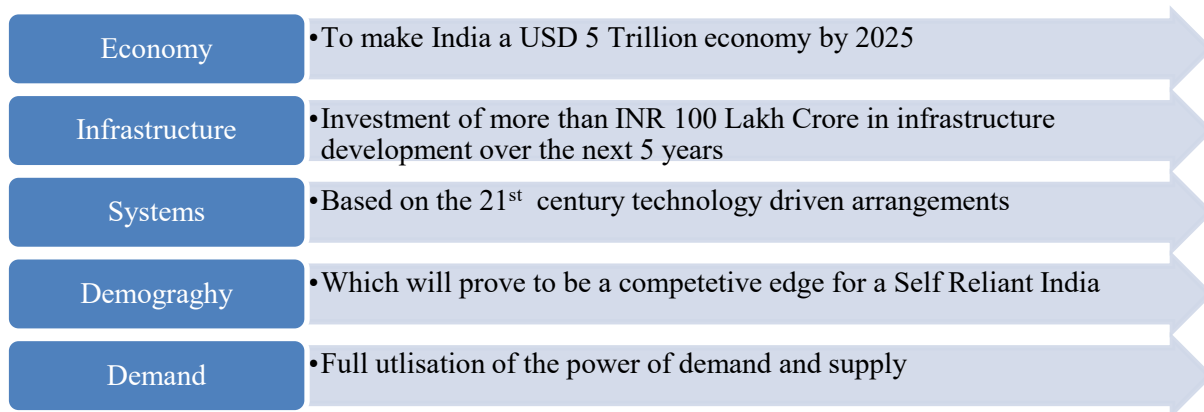 Economy
•To make India a USD 5 Trillion economy by 2025
Infrastructure
•Investment of more than INR 100 Lakh Crore in infrastructure
development over the next 5 years
Systems
•Based on the 21st century technology driven arrangements
Demograghy
•Which will prove to be a competetive edge for a Self Reliant India
Demand
•Full utlisation of the power of demand and supply